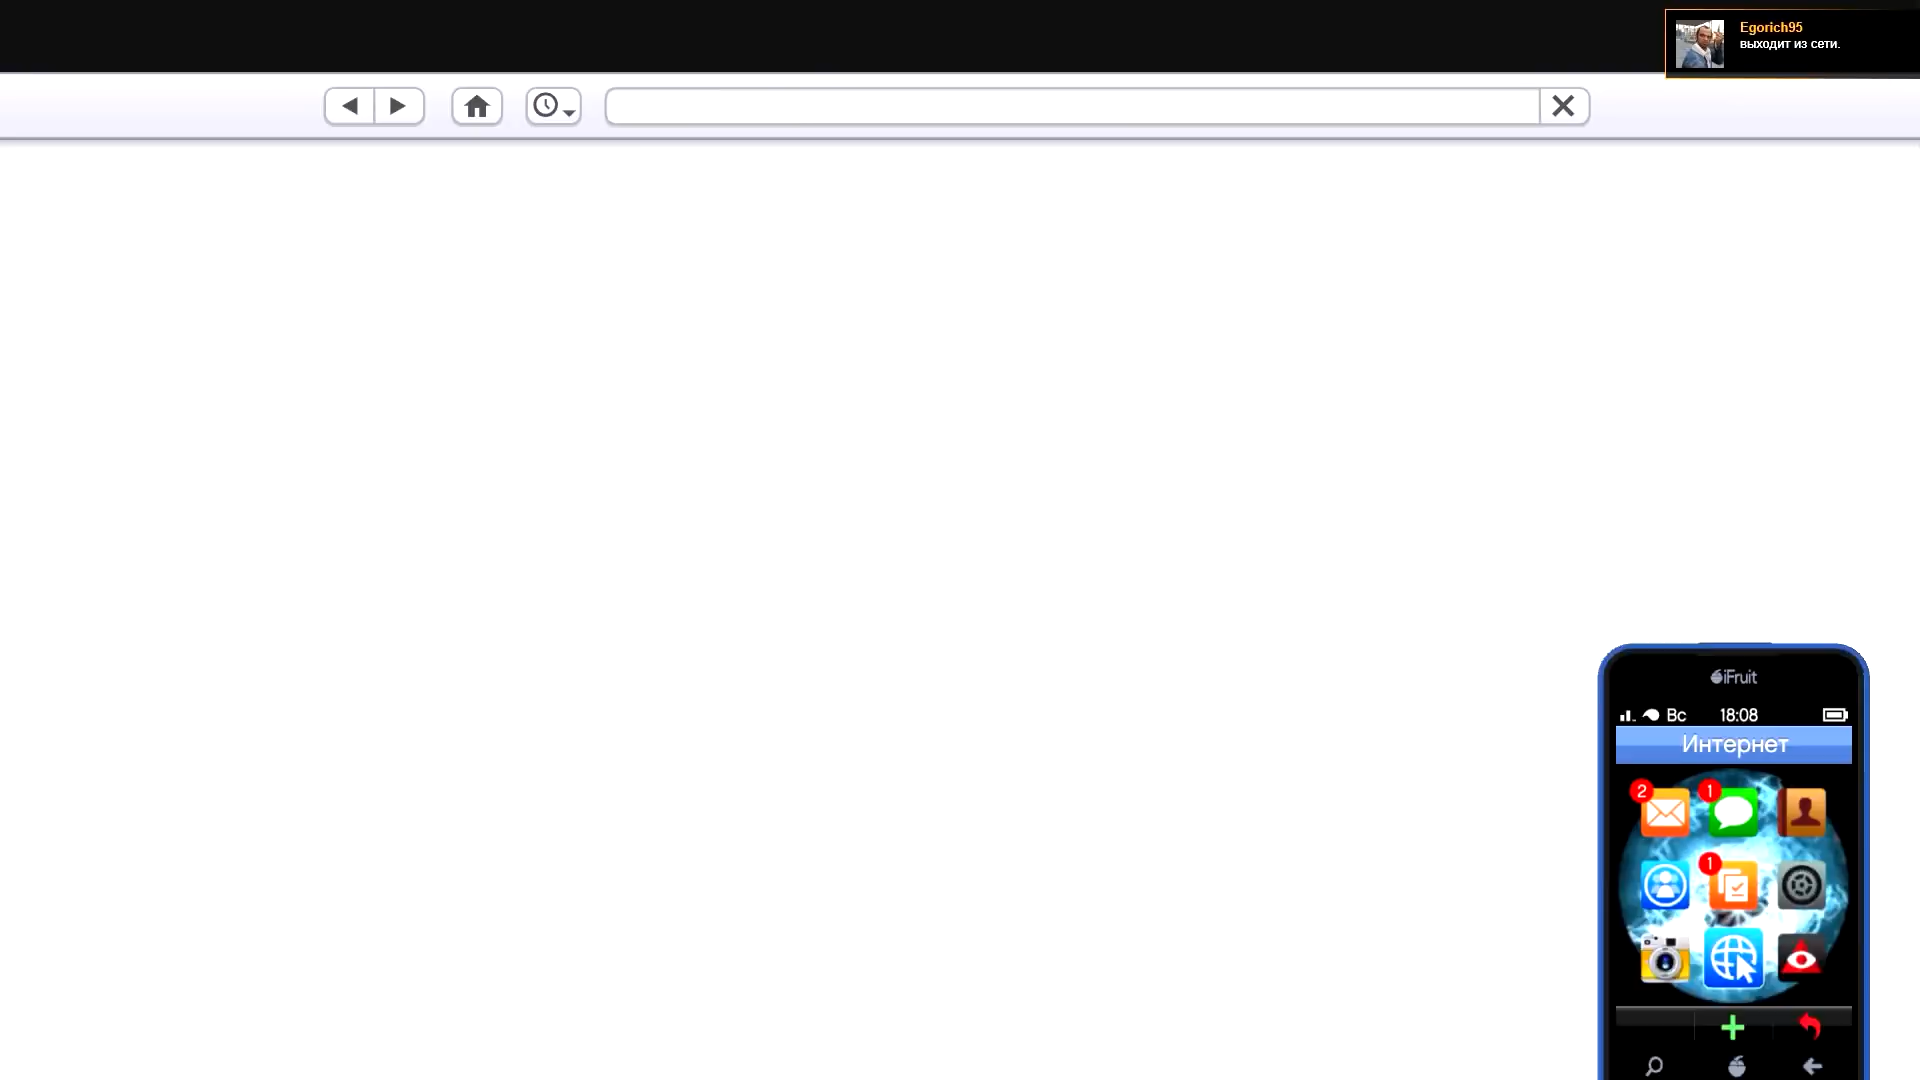 Egorich95
выходит из сети.
iFruit
Вс 18:08
Интернет
2 1
1